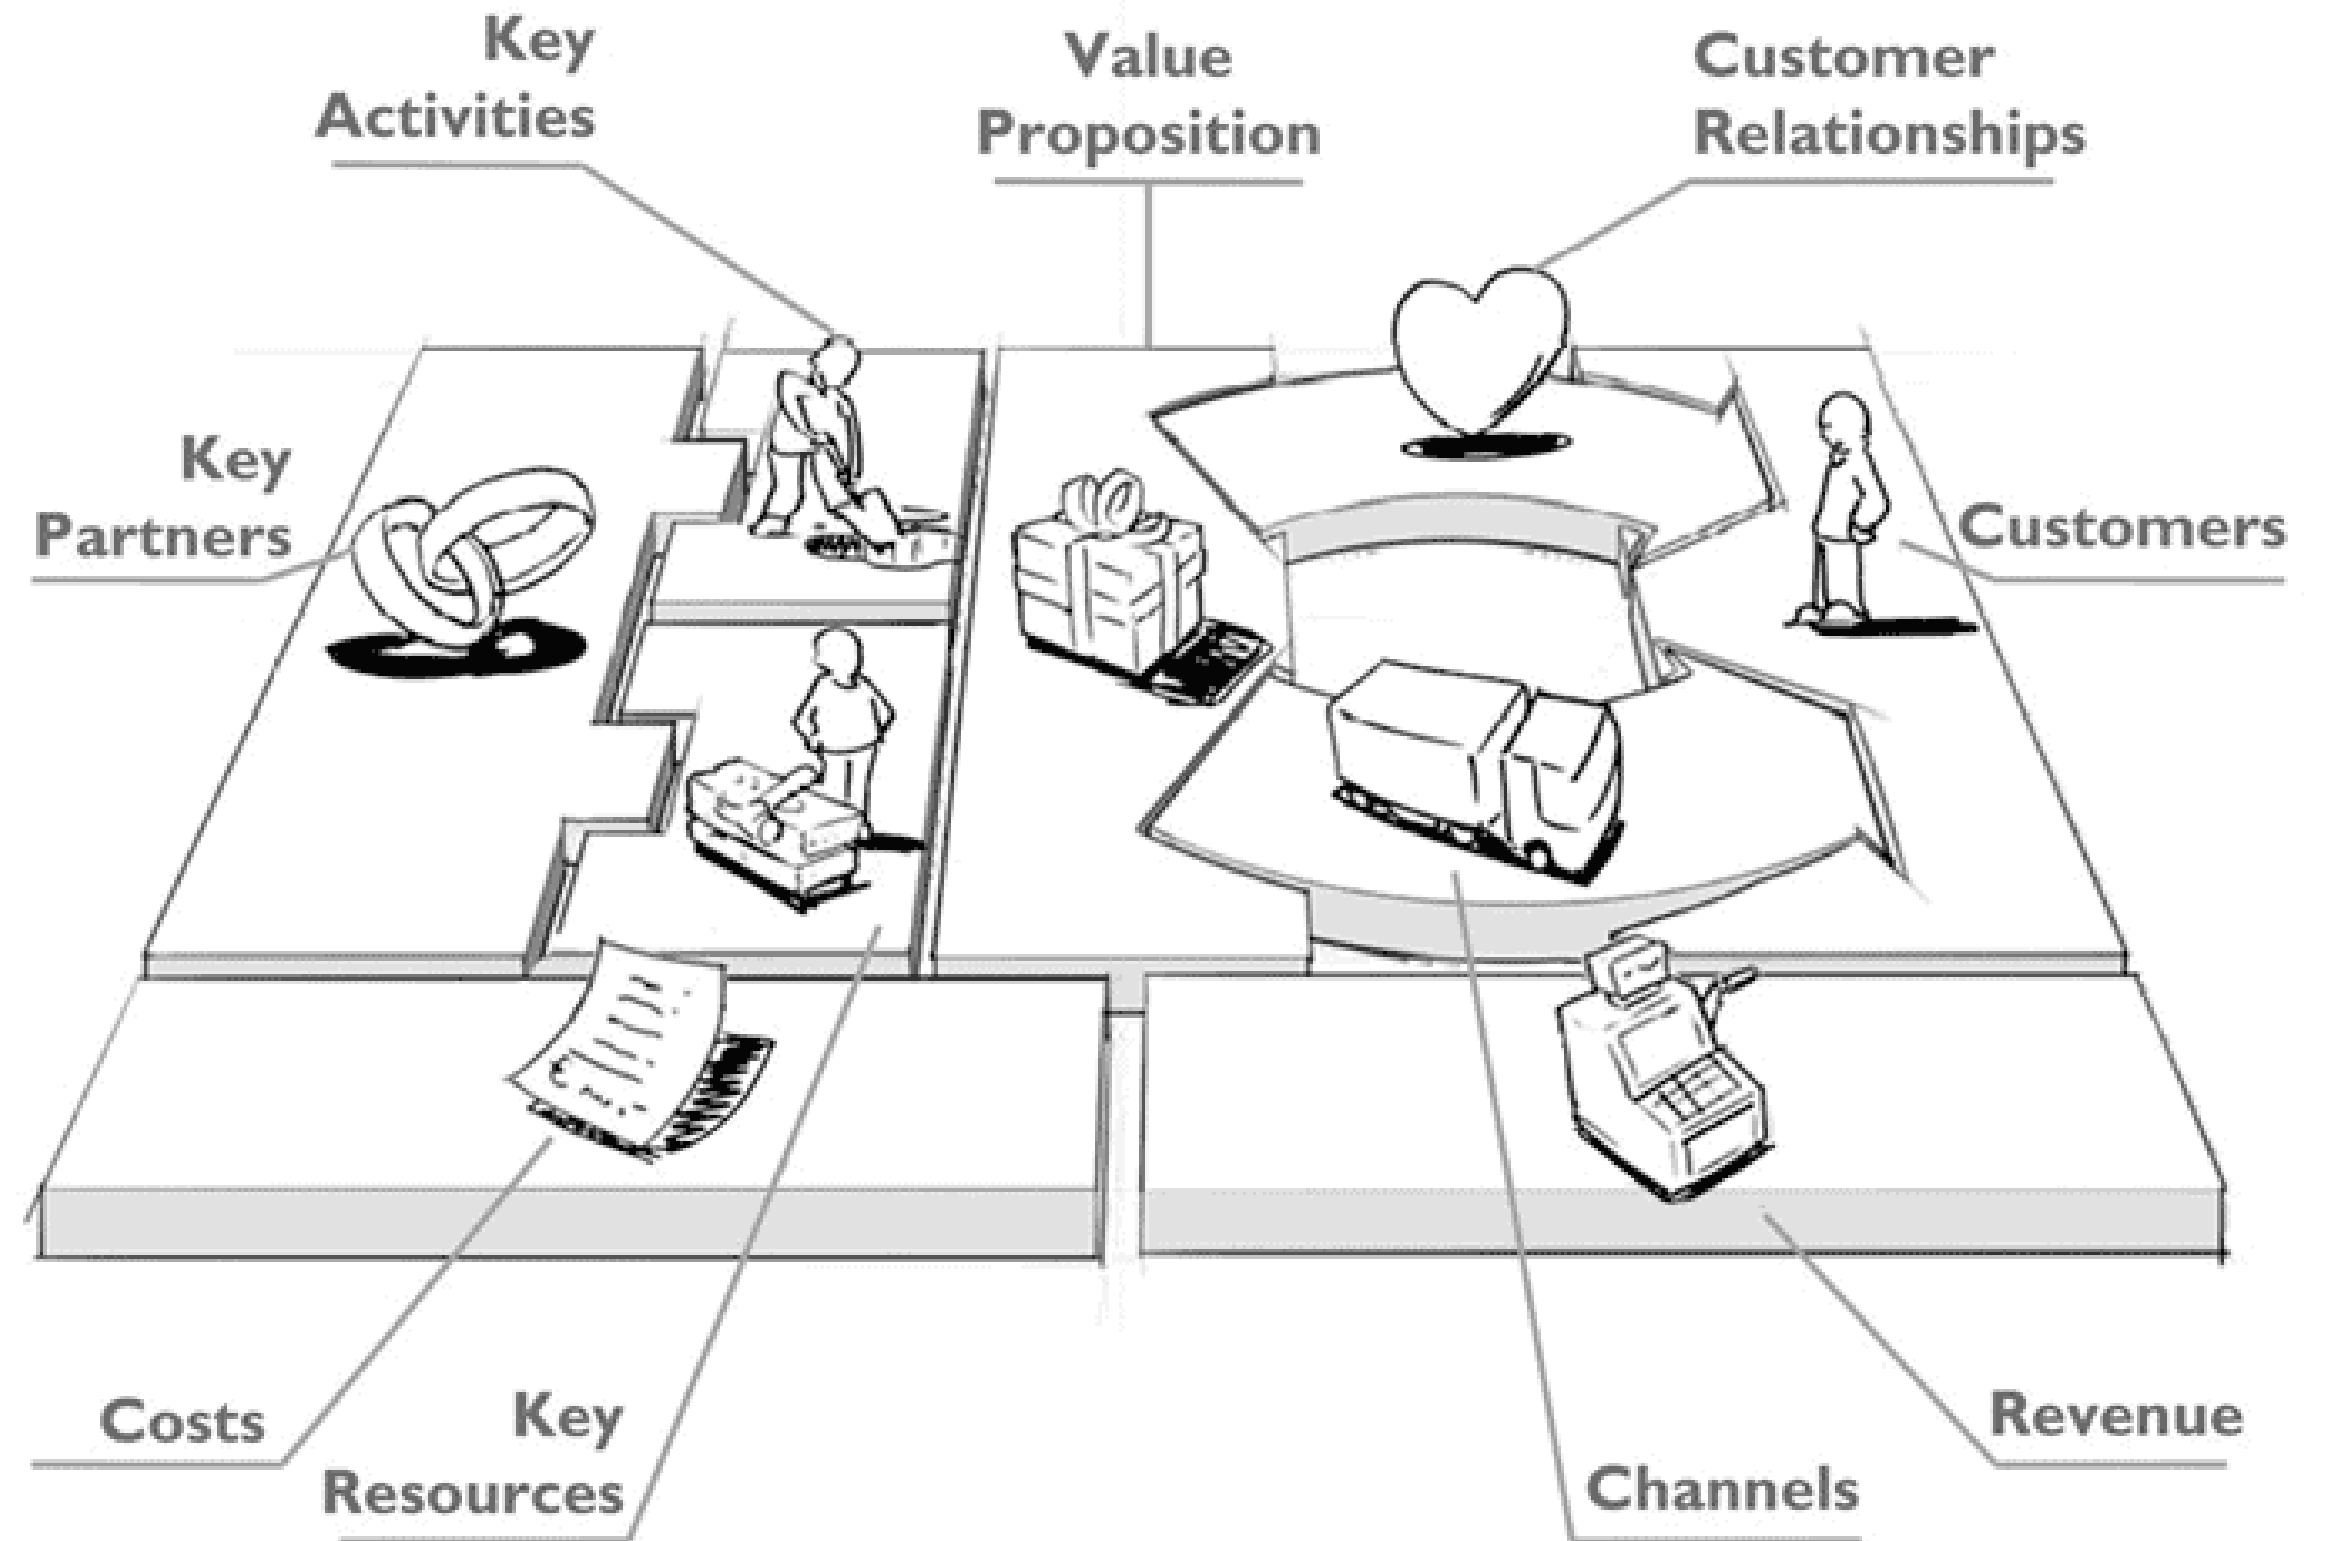 Key
Activities
Value
Proposition
Customer
Relationships
Key
Partners
Customers
Costs
Key
Resources
Channels
Revenue